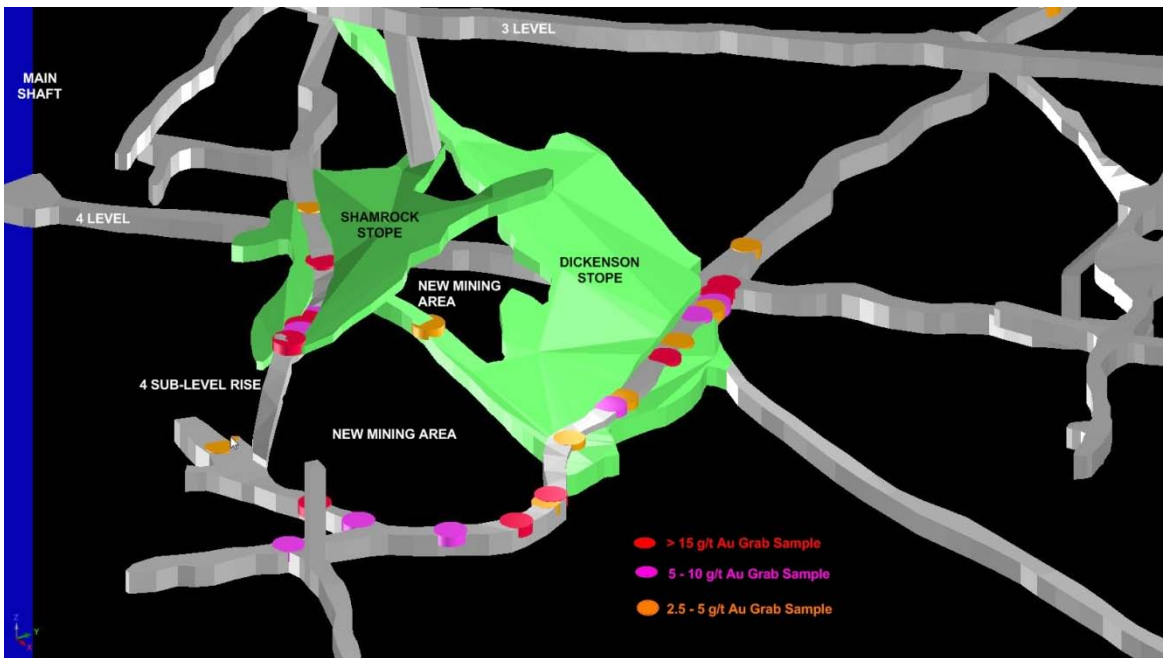 3 LEVEL
MAIN
SHAFT
4 LEVEL
SHAMROCK
STOPE
DICKENSON
STOPE
NEW MINING
AREA
4 SUB-LEVEL RISE
NEW MINING AREA
> 15 g/t Au Grab Sample
5 - 10 g/t Au Grab Sample
2.5 - 5 g/t Au Grab Sample
Z
Y
X